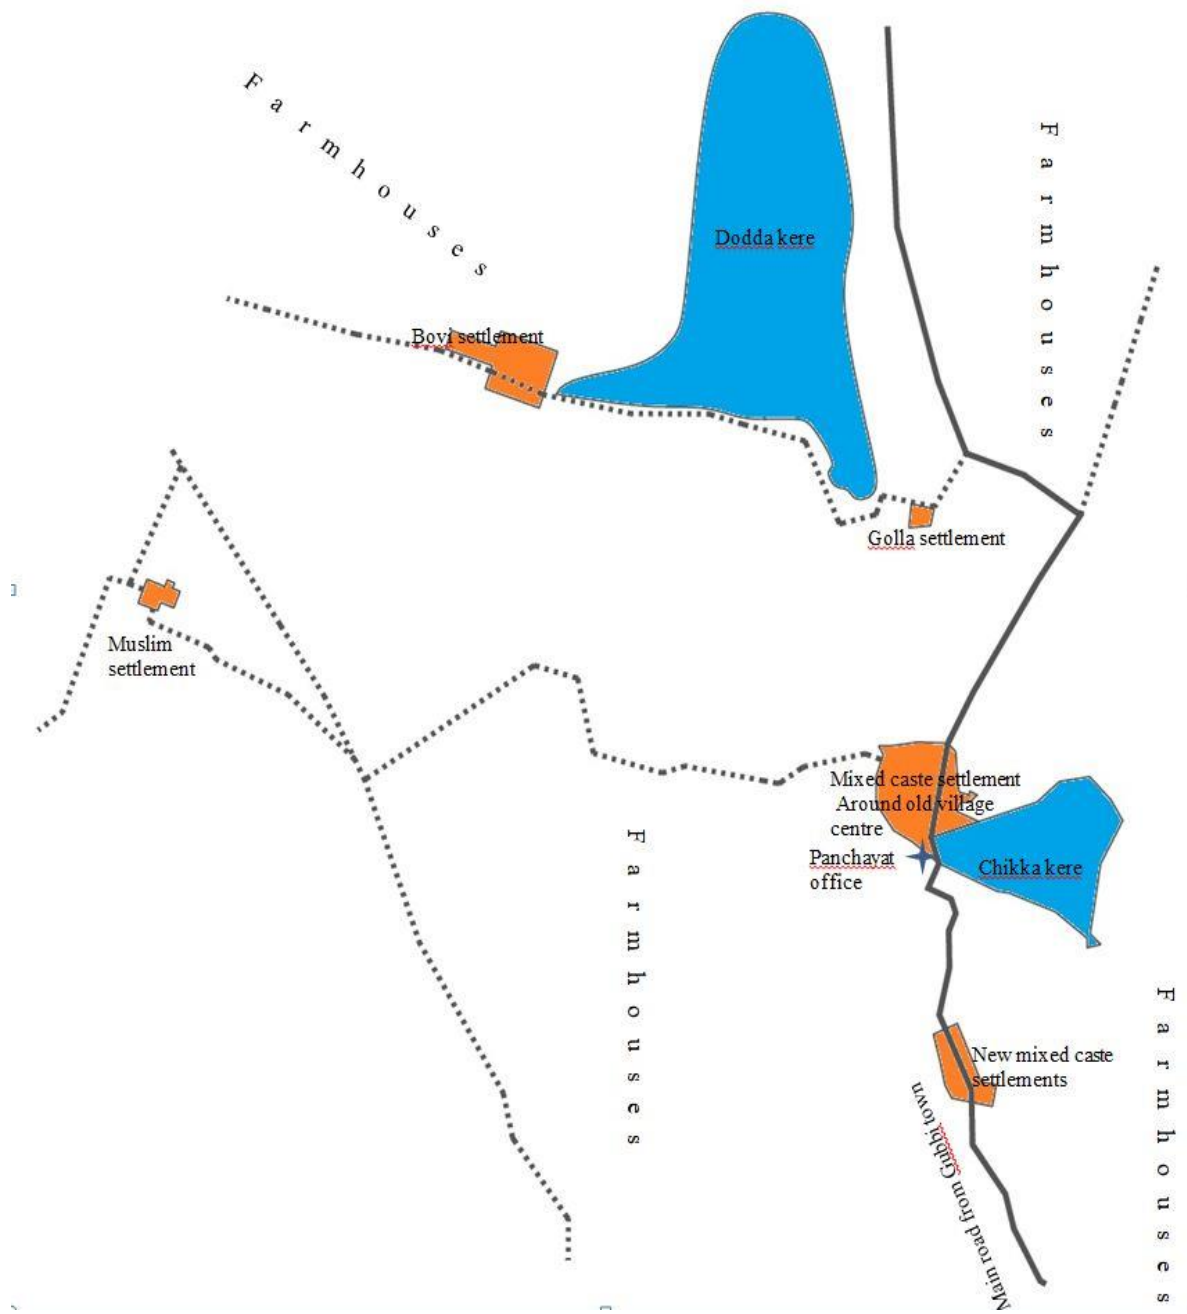 Farmhouses
Farmhouses
Dodda kere
Bovi settlement
Golla settlement
Muslim
settlement
Mixed caste settlement
Around old village
centre
Panchayat
office
Chikka kere
Farmhouses
Farmhouses
New mixed caste
settlements
Main road from Gubbi town